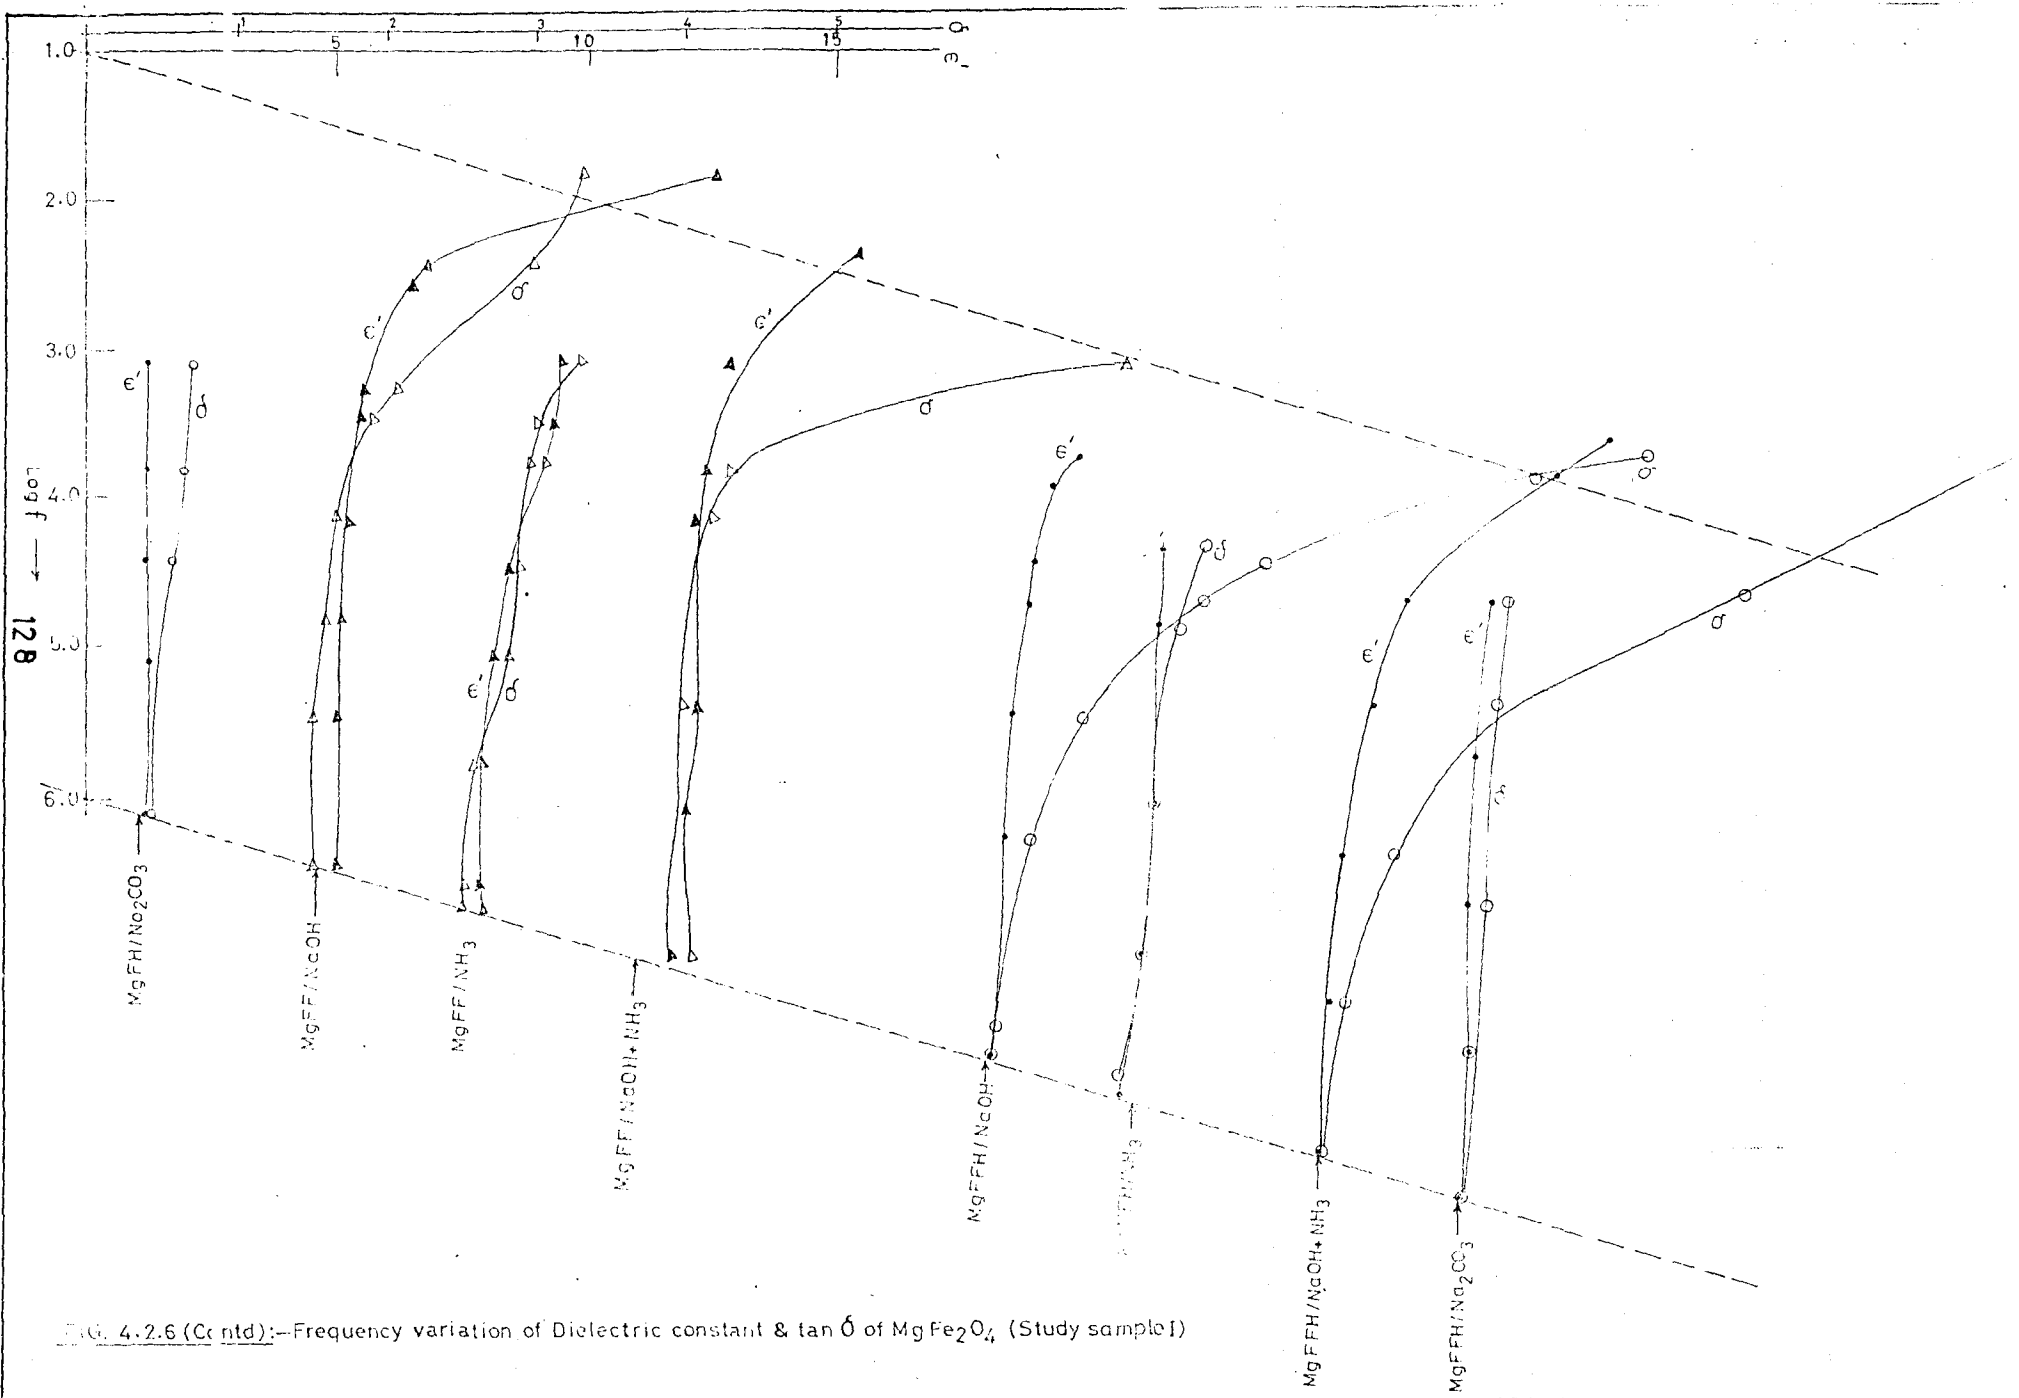 1 2 3 4 5 δ
5 10 15 ε'
1.0
2.0
3.0
4.0
5.0
6.0
Log f →
128
ε' δ
ε' δ
ε' δ
ε' δ
ε' δ
δ
ε' δ
ε' δ
MgFH/Na2CO3
MgFF/NaOH
MgFF/NH3
MgFF/NaOH+NH3
MgFFH/NaOH
MgFFH/NaOH+NH3
MgFFH/Na2CO3
FIG. 4.2.6 (Contd):-Frequency variation of Dielectric constant & tan δ of MgFe2O4 (Study sample I)